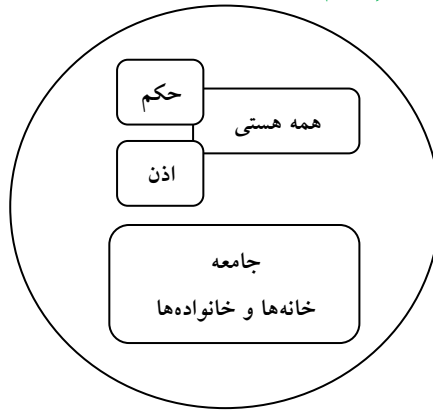 حکم
همه هستی
اذن
جامعه
خانه‌ها و خانواده‌ها